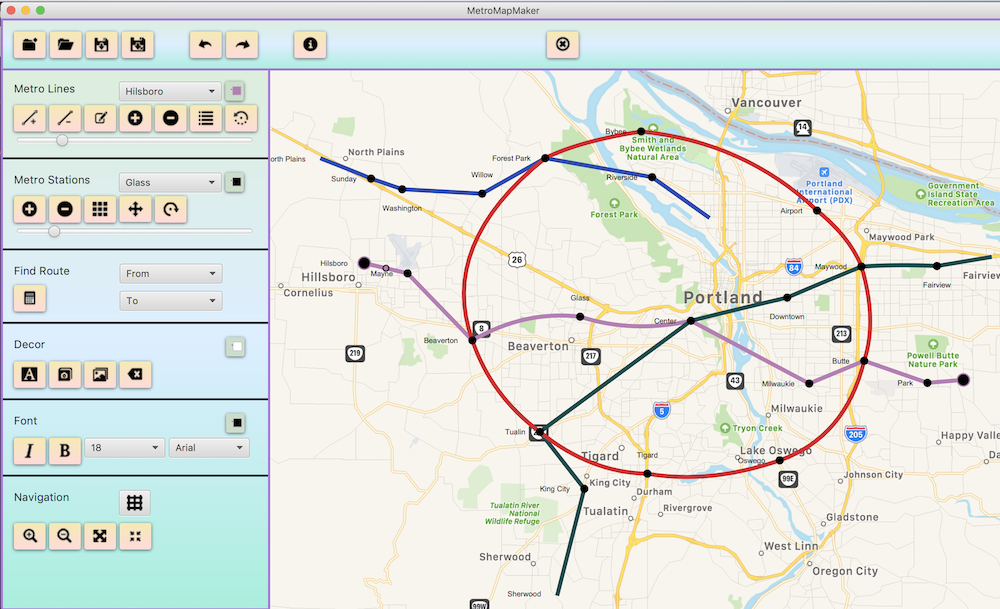 MetroMapMaker
Metro Lines
Hilsboro
Metro Stations
Glass
Find Route
From
To
Decor
A
Font
I
B
18
Arial
Navigation
Vancouver
14
Bybee
Smith and
Bybee Wetlands
Natural Area
North Plains
orth Plains
Forest Park
Willow
Sunday
Riverside
Portland
International
Airport (PDX)
Government
Island State
Recreation Area
Washington
Forest Park
Airport
Maywood Park
26
Hilsboro
Mayne
84
Maywood
Hillsboro
Cornelius
Fairview
Fairview
Glass
Portland
Downtown
8
Center
Beaverton
Beaverton
213
219
217
Butte
Powell Butte
Nature Park
43
Milwaukie
Park
5
Milwaukie
Tryon Creek
Tualin
205
Happy Valley
Tigard
Tigard
Lake Oswego
Oswego
99E
Johnson City
King City
King City
Durham
Tualatin River
National
Wildlife Refuge
Tualatin
Rivergrove
Gladstone
Sherwood
West Linn
Oregon City
Sherwood
99W